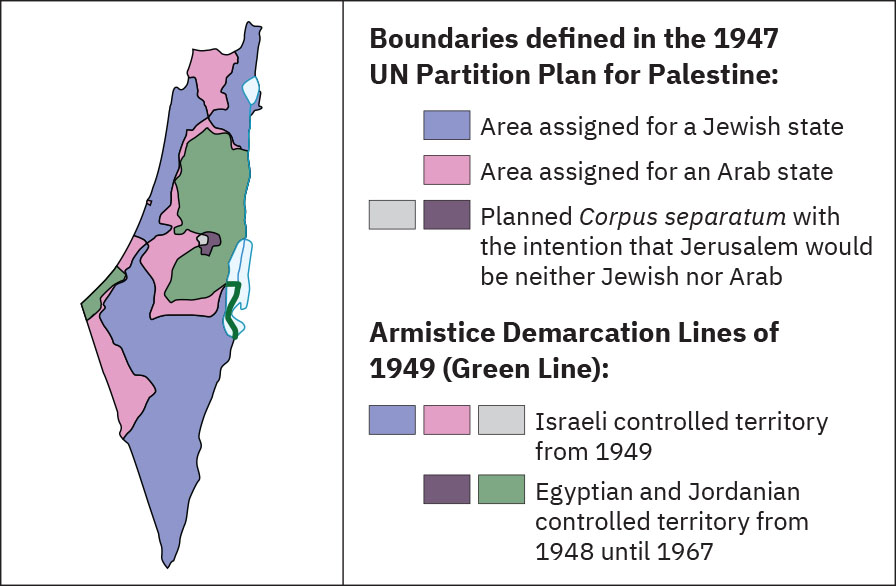 Boundaries defined in the 1947
UN Partition Plan for Palestine:
Area assigned for a Jewish state
Area assigned for an Arab state
Planned Corpus separatum with
the intention that Jerusalem would
be neither Jewish nor Arab
Armistice Demarcation Lines of
1949 (Green Line):
Israeli controlled territory
from 1949
Egyptian and Jordanian
controlled territory from
1948 until 1967